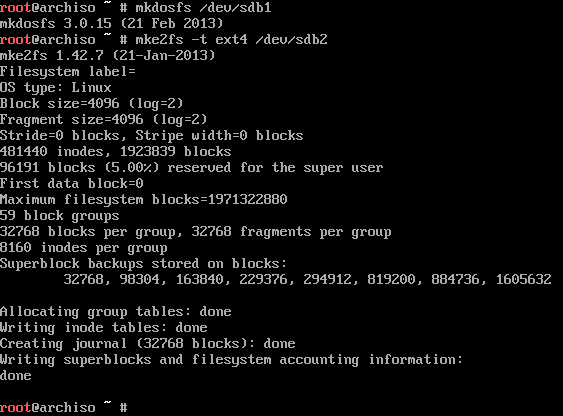 root@archiso ~ # mkdosfs /dev/sdb1
mkdosfs 3.0.15 (21 Feb 2013)
root@archiso ~ # mke2fs -t ext4 /dev/sdb2
mke2fs 1.42.7 (21-Jan-2013)
Filesystem label=
OS type: Linux
Block size=4096 (log=2)
Fragment size=4096 (log=2)
Stride=0 blocks, Stripe width=0 blocks
481440 inodes, 1923839 blocks
96191 blocks (5.00%) reserved for the super user
First data block=0
Maximum filesystem blocks=1971322880
59 block groups
32768 blocks per group, 32768 fragments per group
8160 inodes per group
Superblock backups stored on blocks:
        32768, 98304, 163840, 229376, 294912, 819200, 884736, 1605632

Allocating group tables: done
Writing inode tables: done
Creating journal (32768 blocks): done
Writing superblocks and filesystem accounting information:
done

root@archiso ~ #